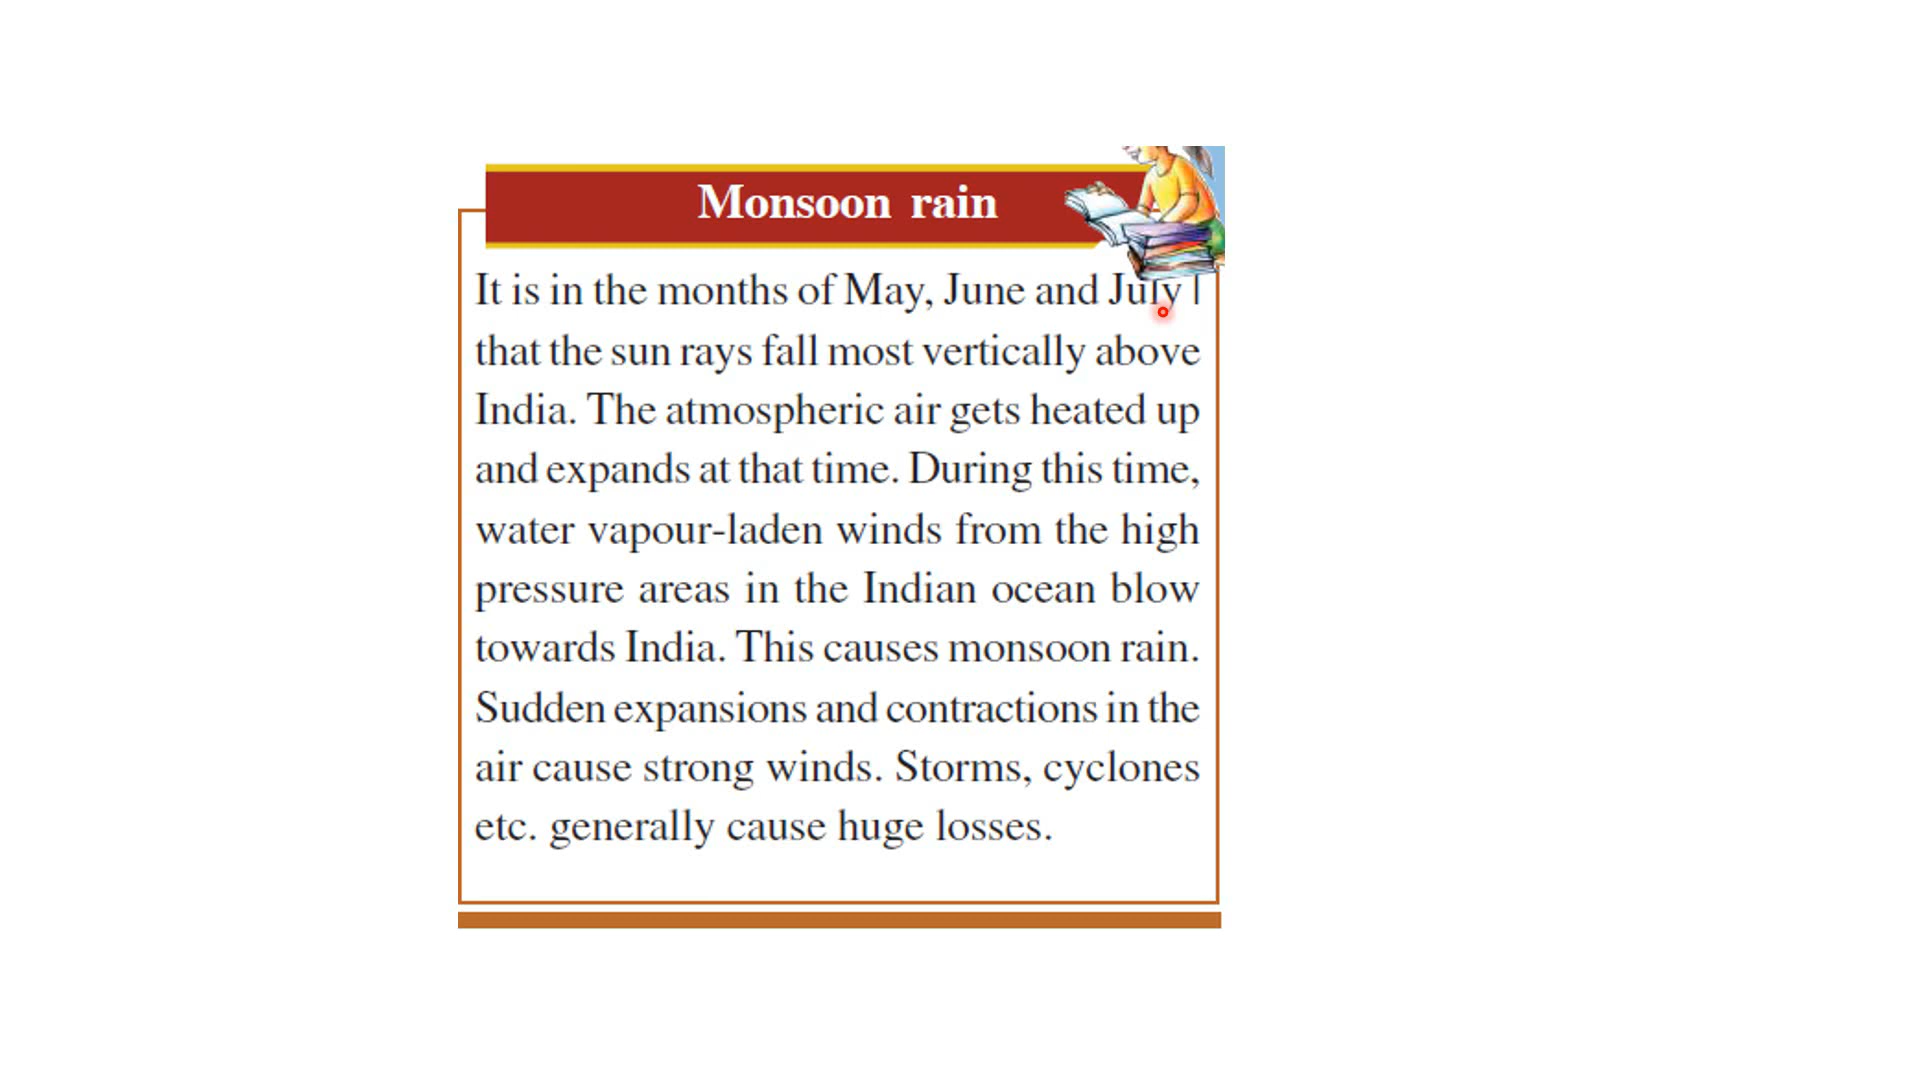 Monsoon rain
It is in the months of May, June and July
that the sun rays fall most vertically above
India. The atmospheric air gets heated up
and expands at that time. During this time,
water vapour-laden winds from the high
pressure areas in the Indian ocean blow
towards India. This causes monsoon rain.
Sudden expansions and contractions in the
air cause strong winds. Storms, cyclones
etc. generally cause huge losses.